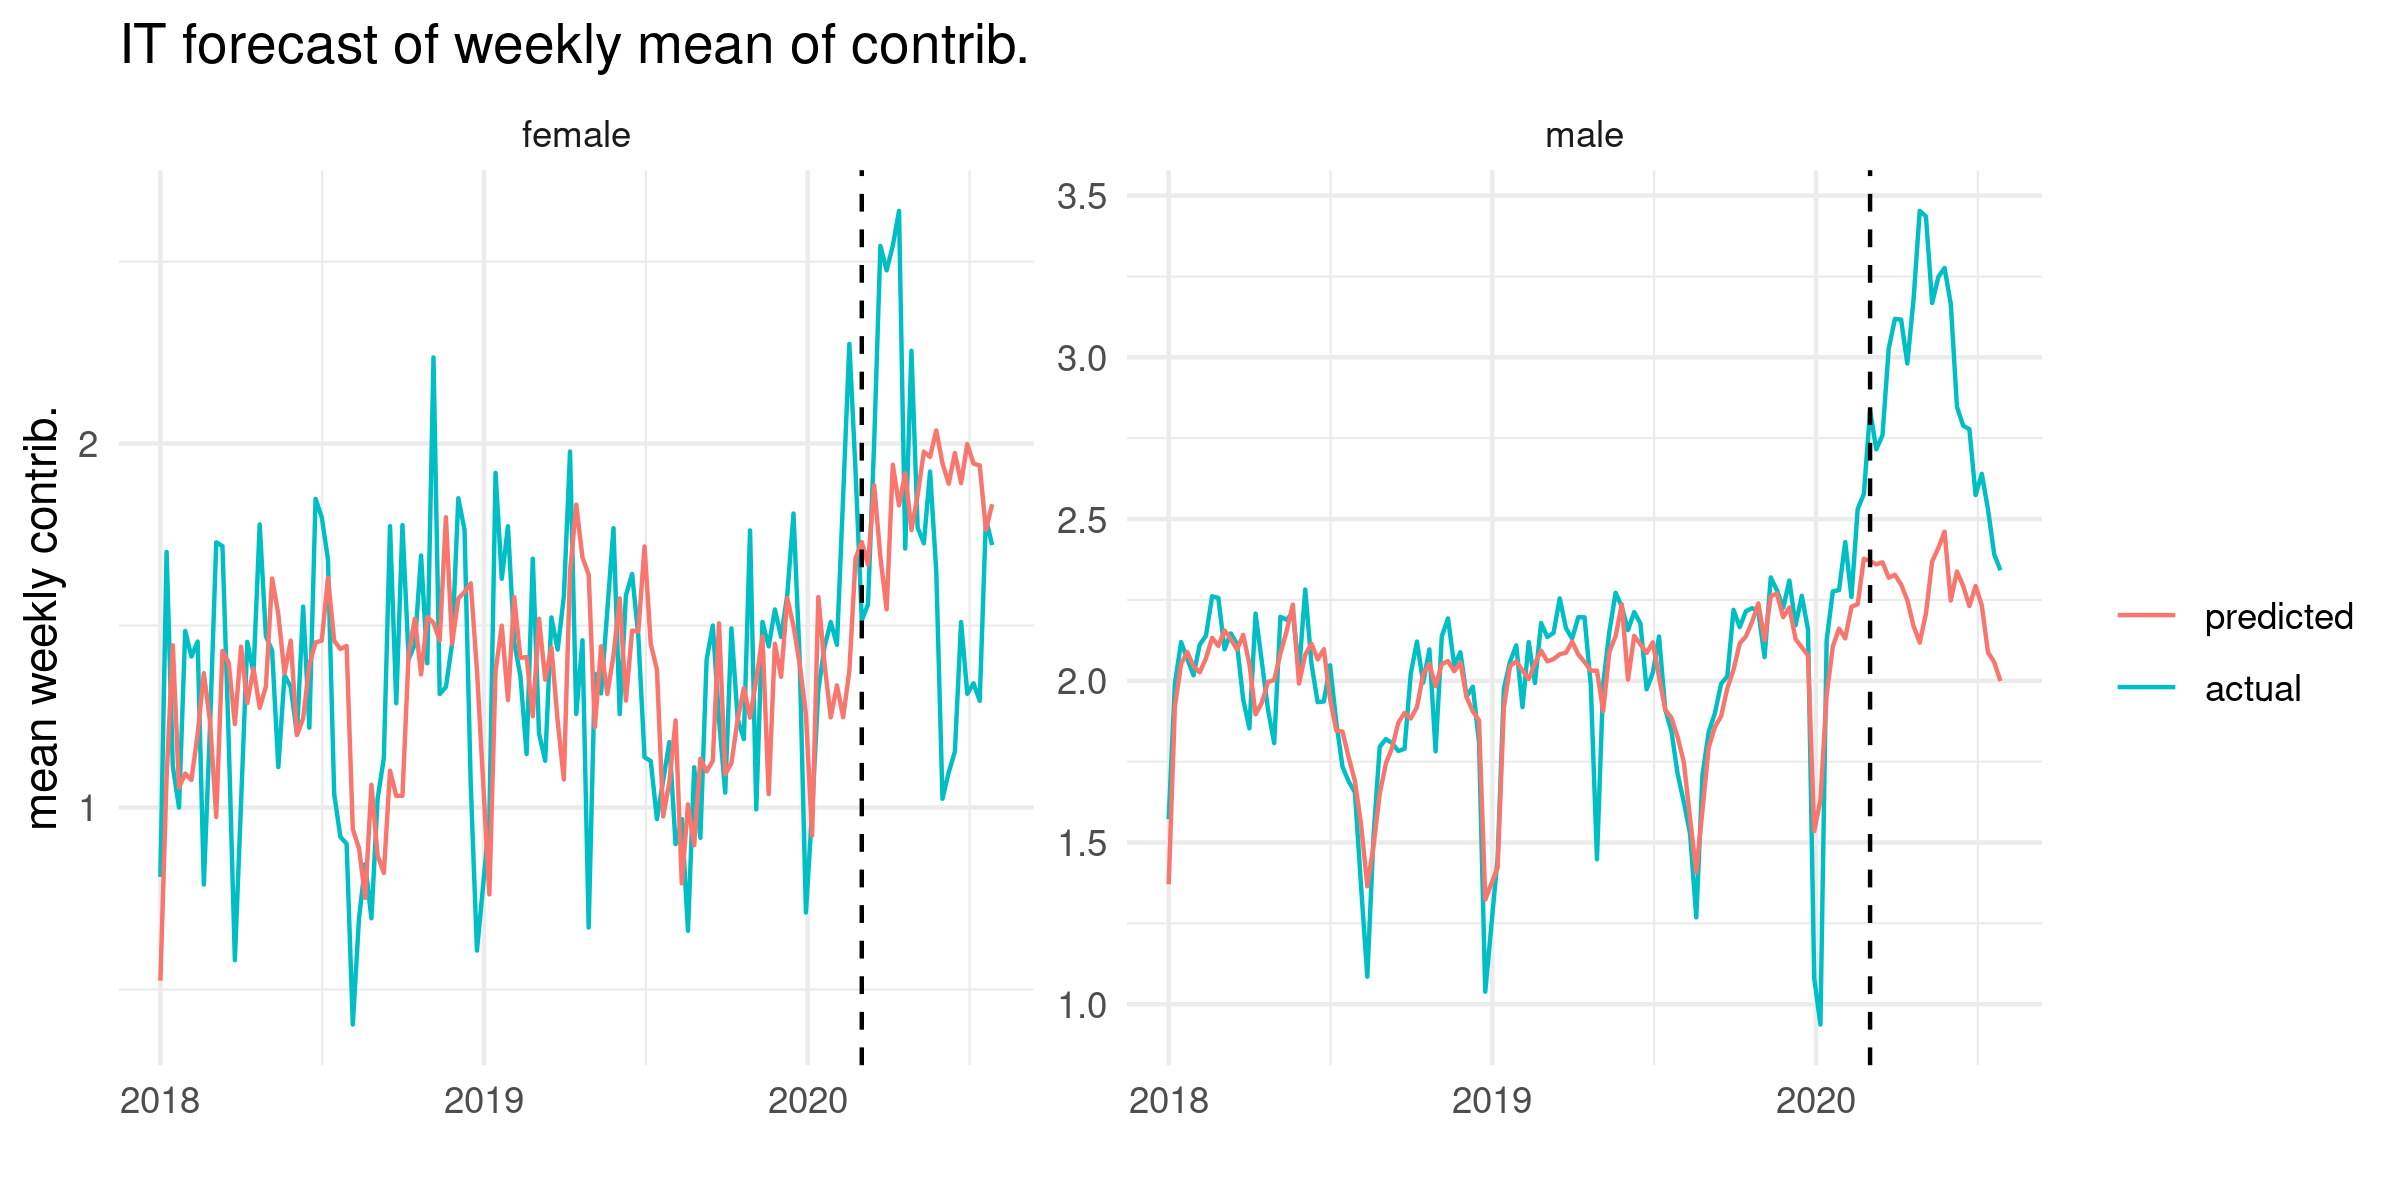 IT forecast of weekly mean of contrib.
female
male
mean weekly contrib.
2
1
2018
2019
2020
3.5
3.0
2.5
2.0
1.5
1.0
2018
2019
2020
predicted
actual